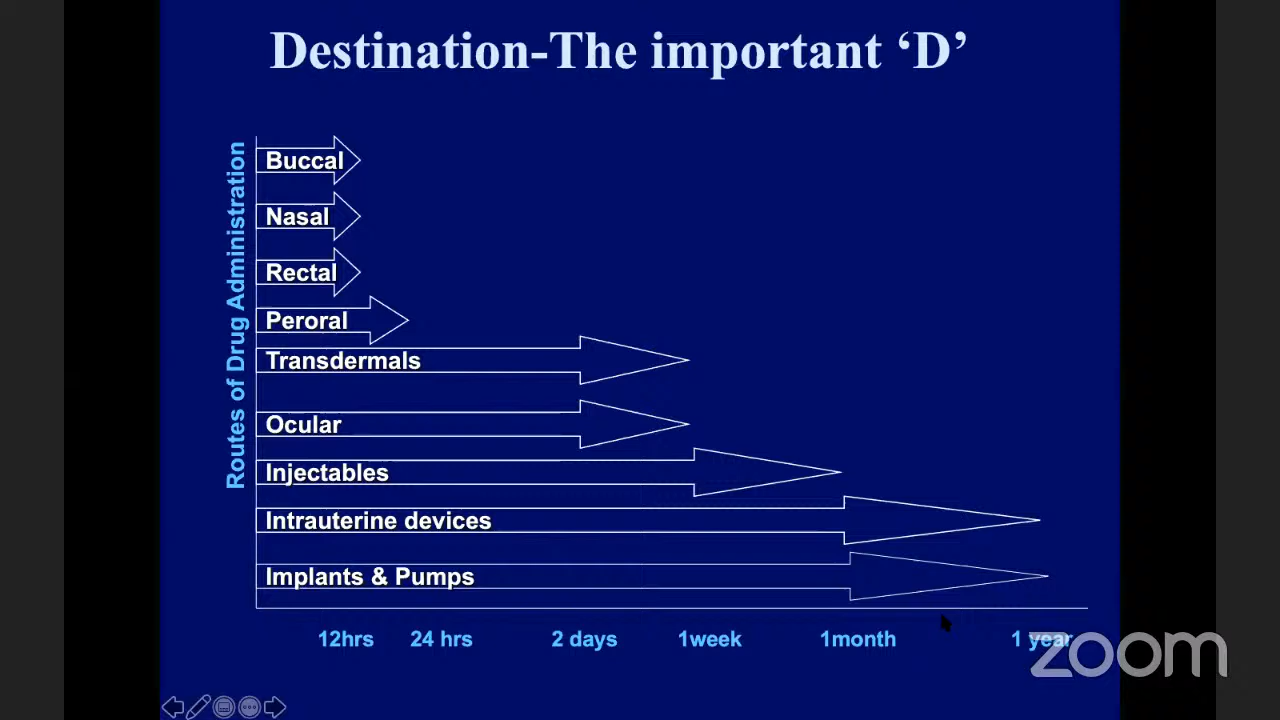 Destination-The important ‘D’
Routes of Drug Administration
Buccal
Nasal
Rectal
Peroral
Transdermals
Ocular
Injectables
Intrauterine devices
Implants & Pumps
12hrs 24 hrs 2 days 1week 1month 1 year
zoom